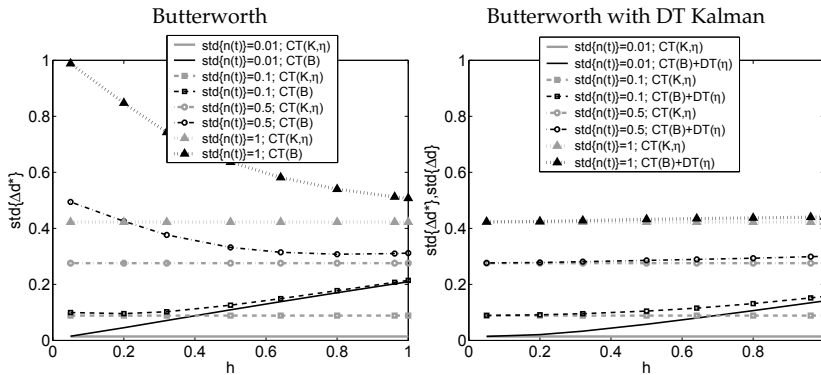 Butterworth
std{Δd*}
1
0.8
0.6
0.4
0.2
0
std{n(t)}=0.01; CT(K,η)
std{n(t)}=0.01; CT(B)
std{n(t)}=0.1; CT(K,η)
std{n(t)}=0.1; CT(B)
std{n(t)}=0.5; CT(K,η)
std{n(t)}=0.5; CT(B)
std{n(t)}=1; CT(K,η)
std{n(t)}=1; CT(B)
0 0.2 0.4 0.6 0.8 1
h
Butterworth with DT Kalman
std{Δd*},std{Δd}
1
0.8
0.6
0.4
0.2
0
std{n(t)}=0.01; CT(K,η)
std{n(t)}=0.01; CT(B)+DT(η)
std{n(t)}=0.1; CT(K,η)
std{n(t)}=0.1; CT(B)+DT(η)
std{n(t)}=0.5; CT(K,η)
std{n(t)}=0.5; CT(B)+DT(η)
std{n(t)}=1; CT(K,η)
std{n(t)}=1; CT(B)+DT(η)
0 0.2 0.4 0.6 0.8 1
h